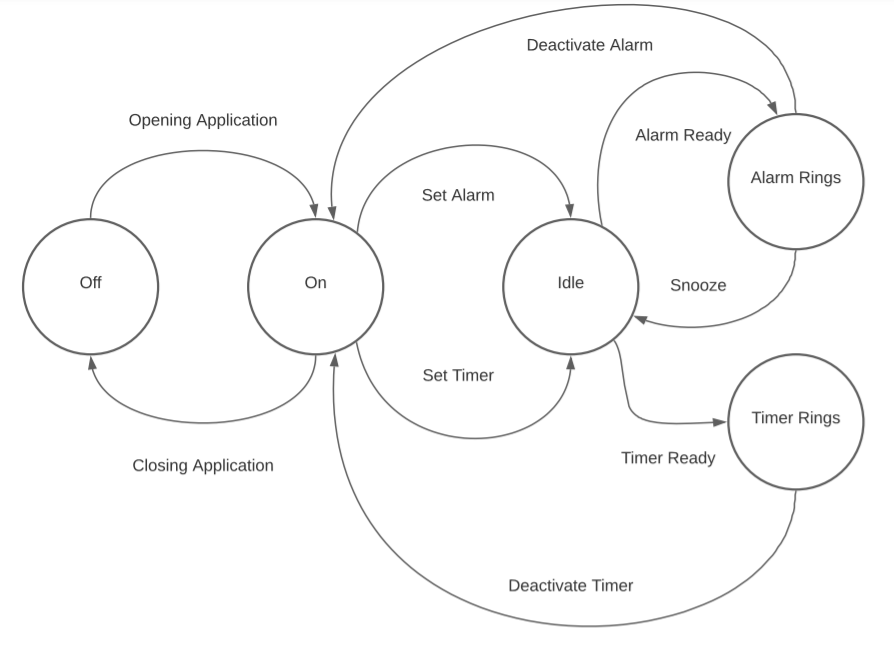 Deactivate Alarm
Opening Application
Alarm Ready
Alarm Rings
Set Alarm
Off
On
Idle
Snooze
Set Timer
Timer Rings
Timer Ready
Closing Application
Deactivate Timer